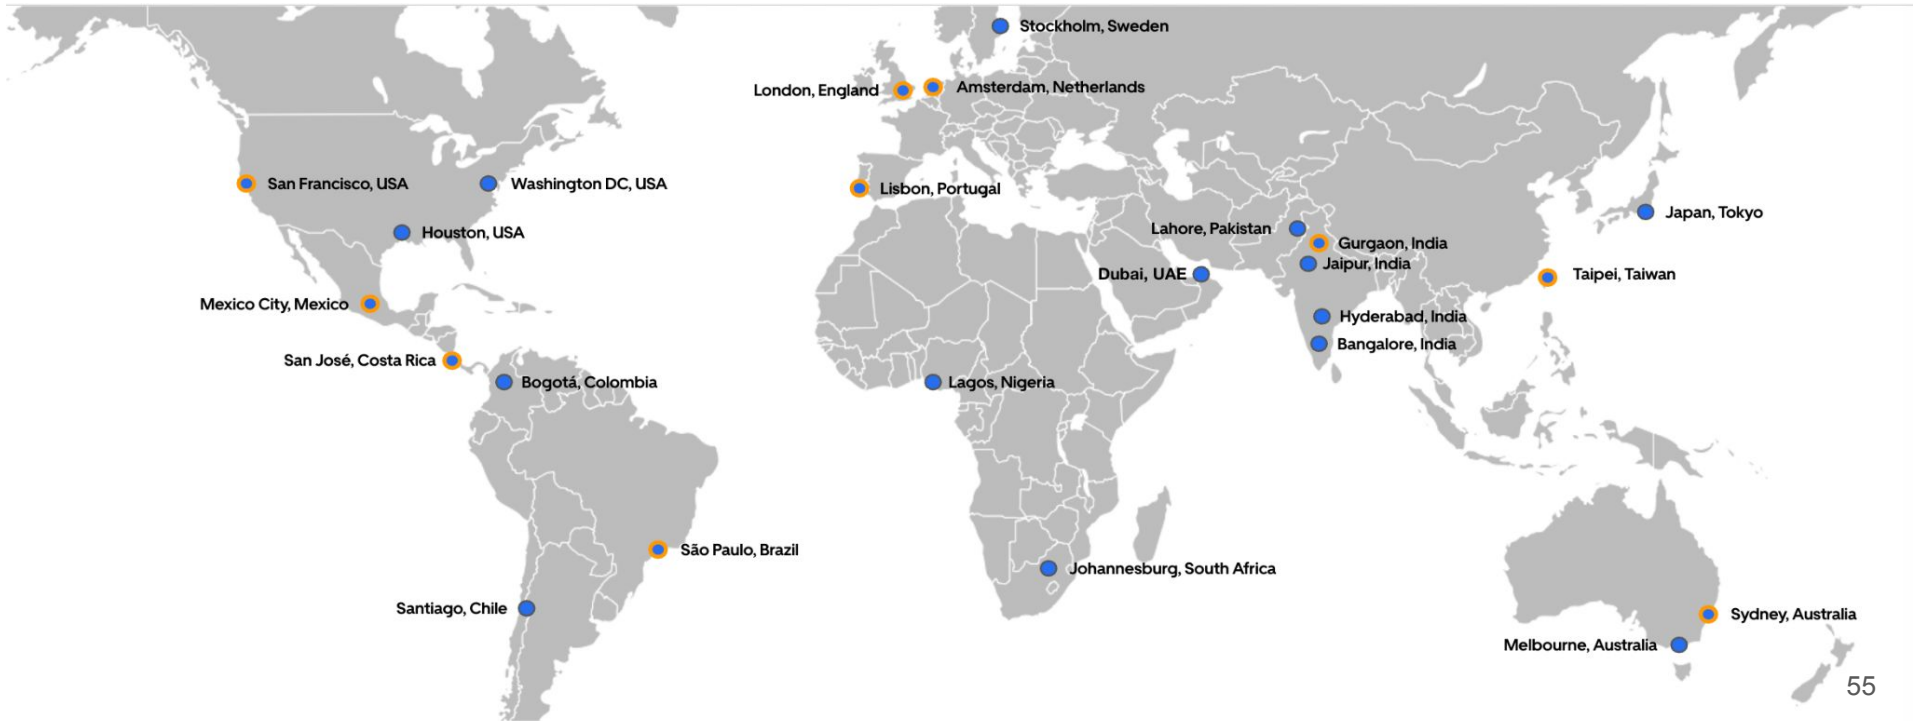 Stockholm, Sweden
London, England
Amsterdam, Netherlands
San Francisco, USA
Washington DC, USA
Lisbon, Portugal
Japan, Tokyo
Houston, USA
Lahore, Pakistan
Gurgaon, India
Jaipur, India
Dubai, UAE
Taipei, Taiwan
Mexico City, Mexico
Hyderabad, India
Bangalore, India
San José, Costa Rica
Bogotá, Colombia
Lagos, Nigeria
São Paulo, Brazil
Johannesburg, South Africa
Santiago, Chile
Sydney, Australia
Melbourne, Australia
55